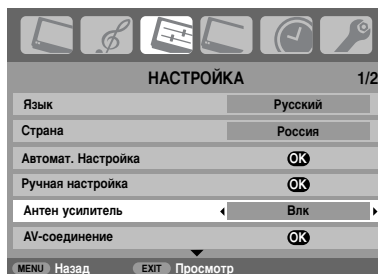 НАСТРОЙКА 1/2
Язык Русский
Страна Россия
Автомат. Настройка OK
Ручная настройка OK
Антен усилитель Влк
AV-соединение OK
MENU Назад EXIT Просмотр